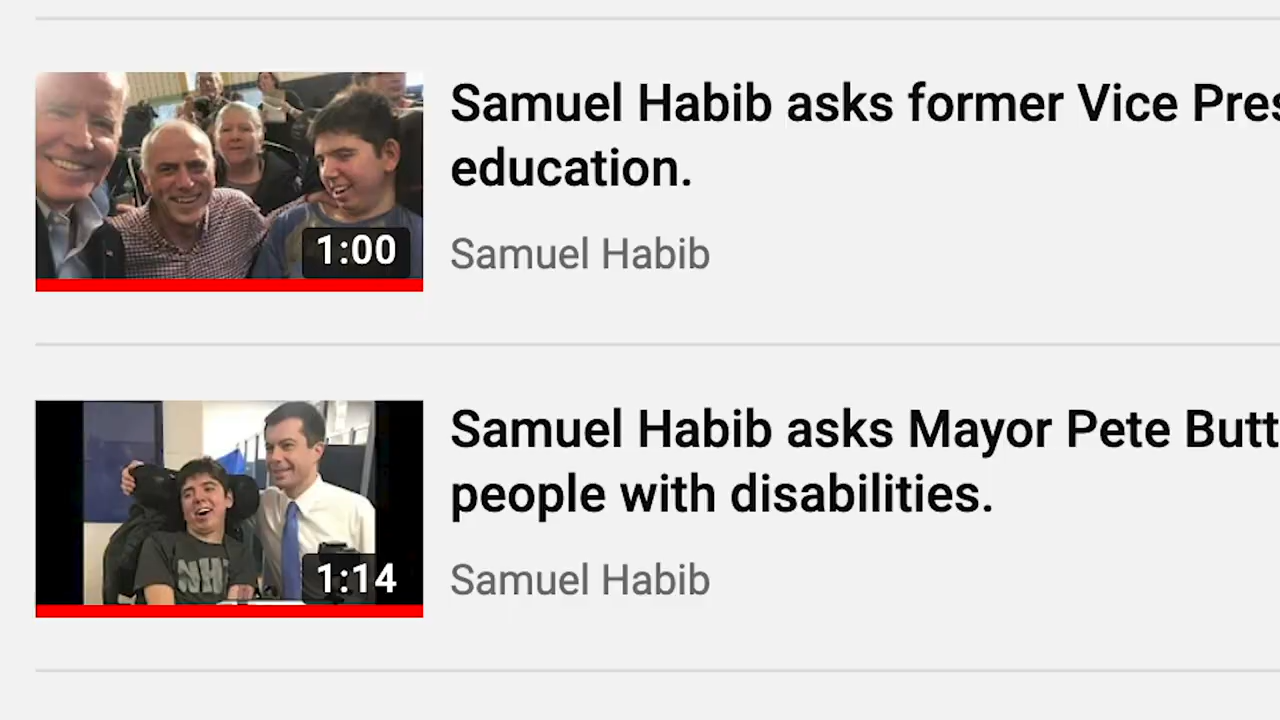 Samuel Habib asks former Vice Pres
education.
Samuel Habib
1:00
Samuel Habib asks Mayor Pete Butt
people with disabilities.
Samuel Habib
NH
1:14